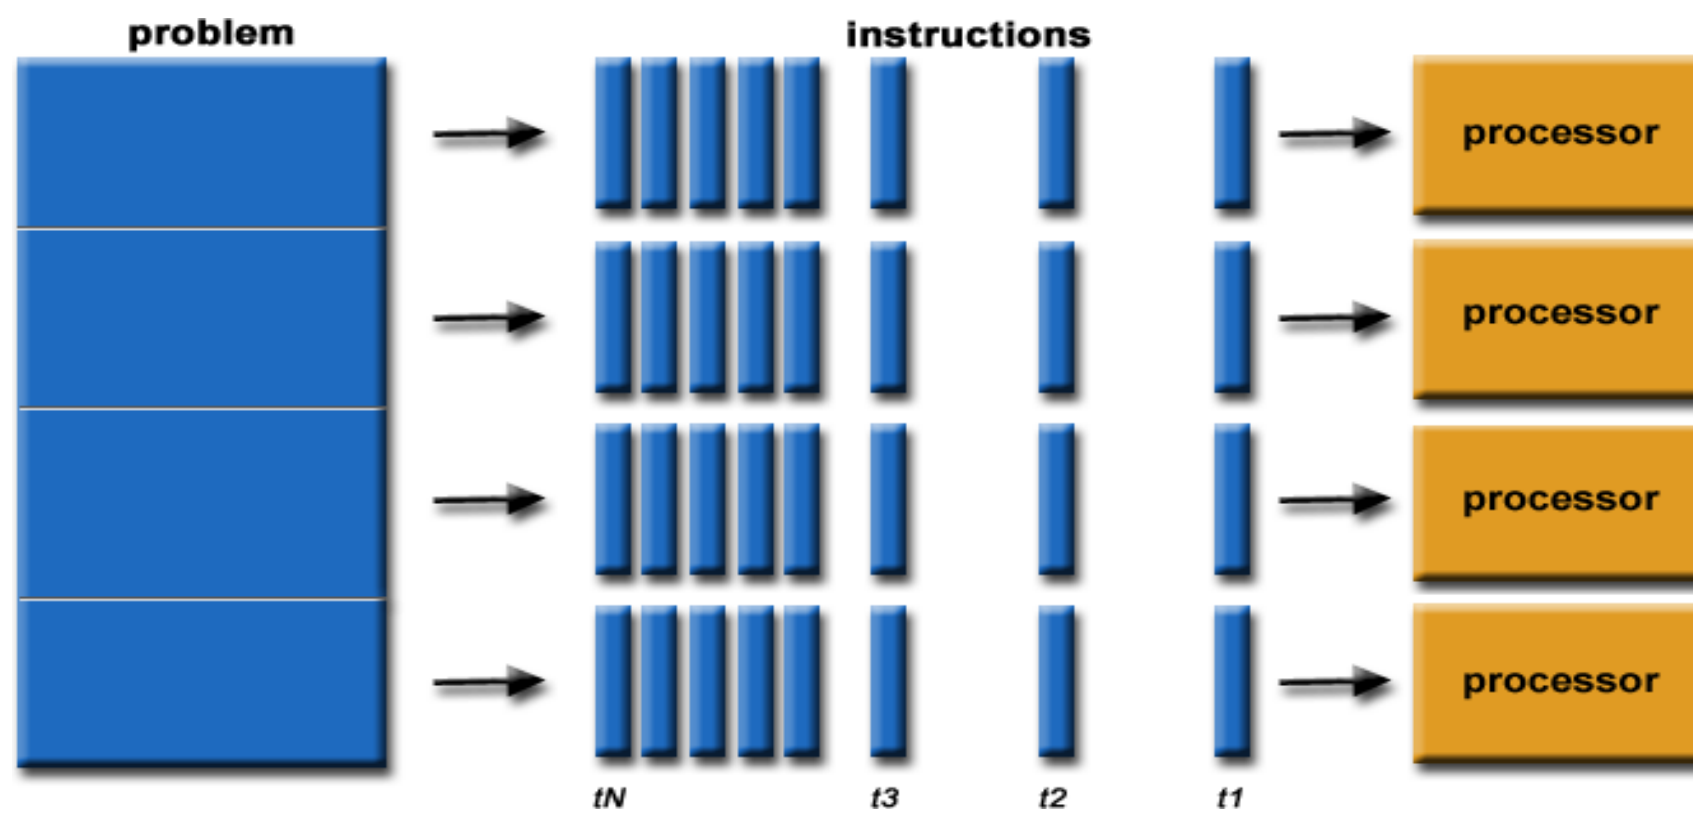 problem
instructions
processor
processor
processor
processor
tN
t3
t2
t1